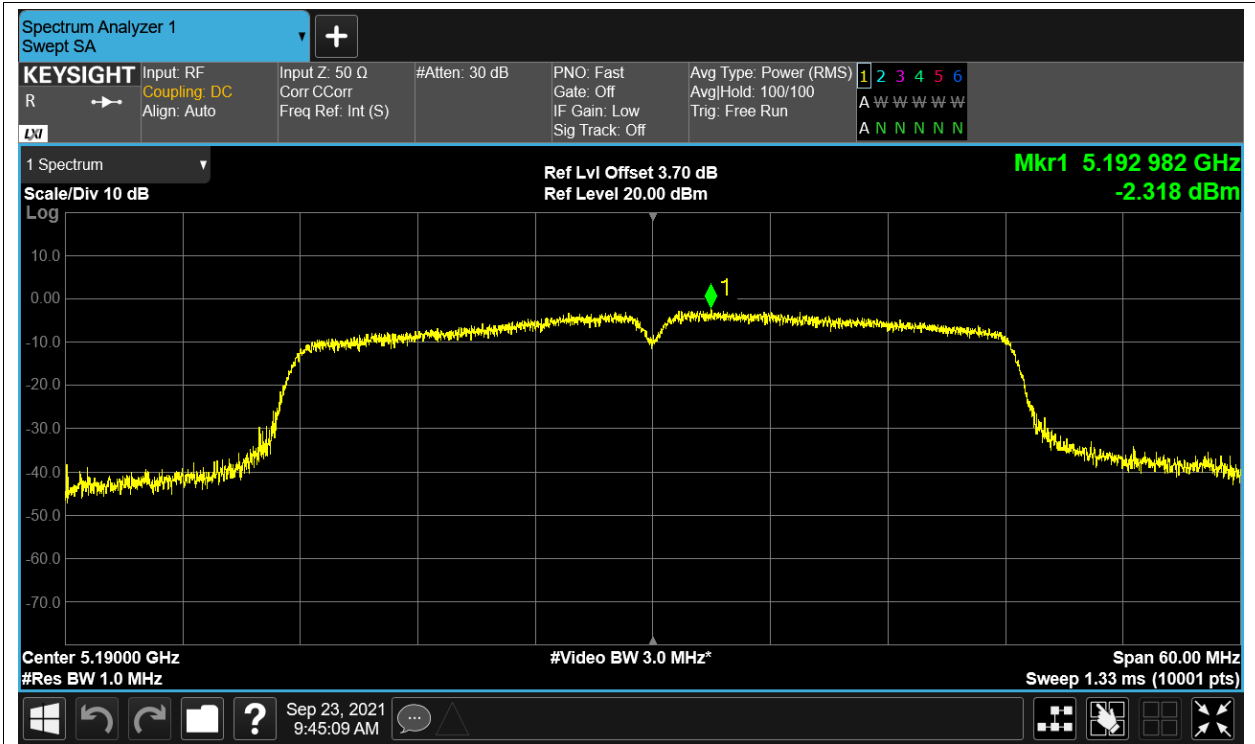 Spectrum Analyzer 1
Swept SA
KEYSIGHT
R
LXI
Input: RF
Coupling: DC
Align: Auto
Input Z: 50 Ω
Corr CCorr
Freq Ref: Int (S)
#Atten: 30 dB
PNO: Fast
Gate: Off
IF Gain: Low
Sig Track: Off
Avg Type: Power (RMS)
Avg|Hold: 100/100
Trig: Free Run
1 2 3 4 5 6
A W W W W W
A N N N N N
1 Spectrum
Scale/Div 10 dB
Log
Ref Lvl Offset 3.70 dB
Ref Level 20.00 dBm
Mkr1 5.192 982 GHz
-2.318 dBm
10.0
0.00
1
-10.0
-20.0
-30.0
-40.0
-50.0
-60.0
-70.0
Center 5.19000 GHz
#Video BW 3.0 MHz*
Span 60.00 MHz
#Res BW 1.0 MHz
Sweep 1.33 ms (10001 pts)
?
Sep 23, 2021
9:45:09 AM